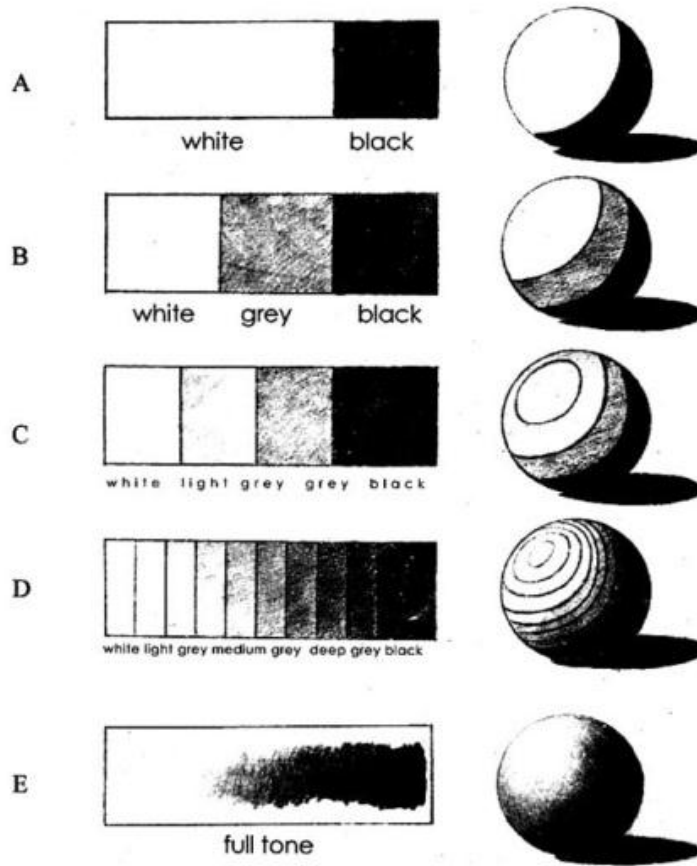 A
white black
B
white grey black
C
white light grey grey black
D
white light grey medium grey deep grey black
E
full tone